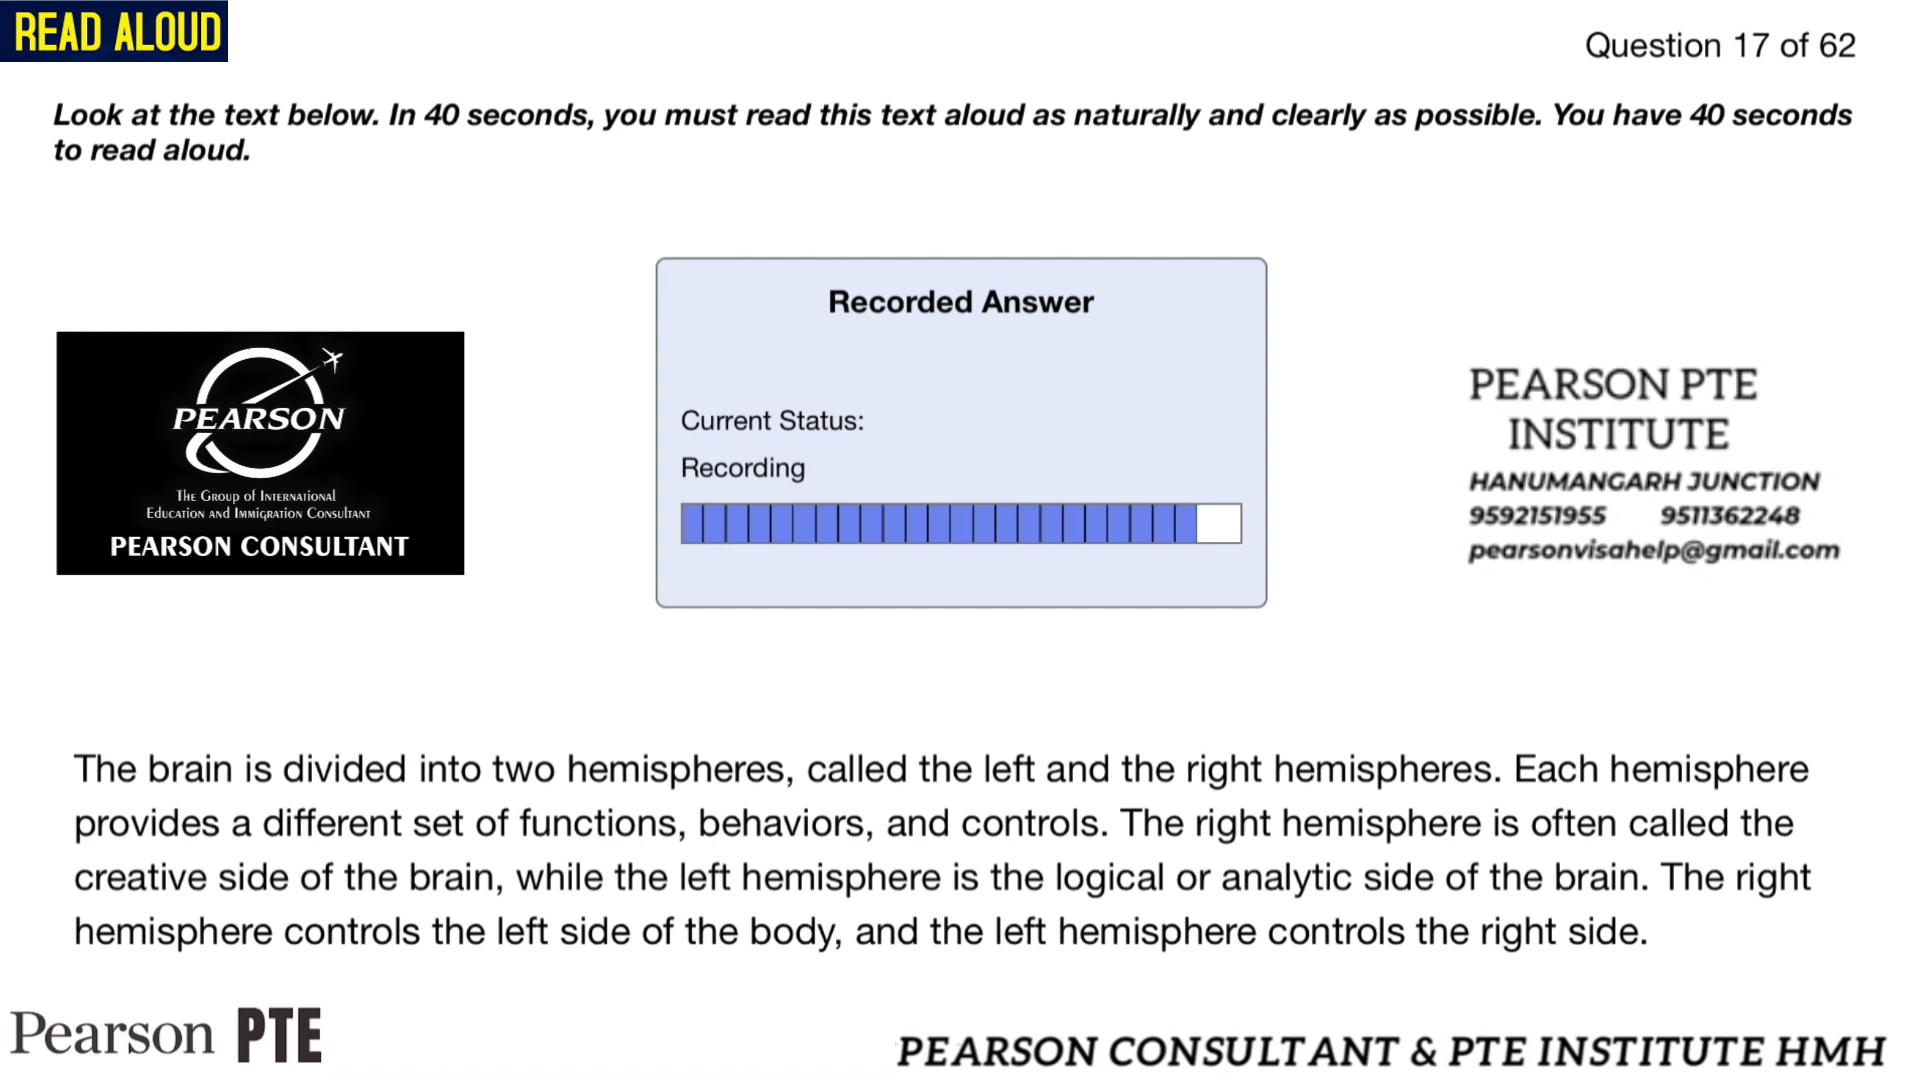 READ ALOUD
Question 17 of 62
Look at the text below. In 40 seconds, you must read this text aloud as naturally and clearly as possible. You have 40 seconds
to read aloud.
Recorded Answer
Current Status:
Recording
PEARSON
The Group of International
Education and Immigration Consultant
PEARSON CONSULTANT
PEARSON PTE
INSTITUTE
HANUMANGARH JUNCTION
9592151955 9511362248
pearsonvisahelp@gmail.com
The brain is divided into two hemispheres, called the left and the right hemispheres. Each hemisphere
provides a different set of functions, behaviors, and controls. The right hemisphere is often called the
creative side of the brain, while the left hemisphere is the logical or analytic side of the brain. The right
hemisphere controls the left side of the body, and the left hemisphere controls the right side.
Pearson PTE
PEARSON CONSULTANT & PTE INSTITUTE HMH